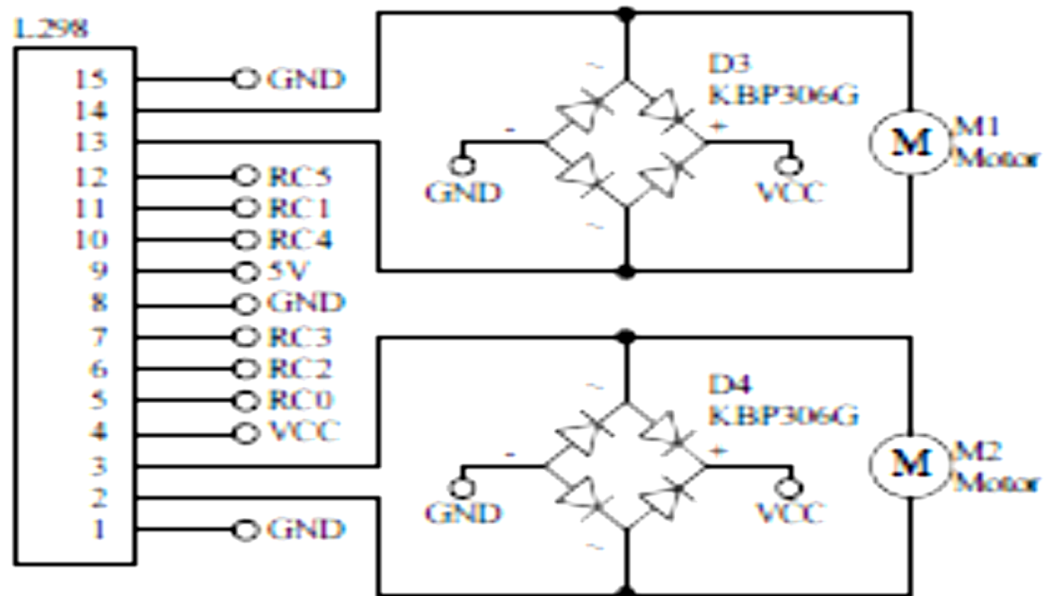 L298
15 GND
14
13
12 RC5
11 RC1
10 RC4
9 5V
8 GND
7 RC3
6 RC2
5 RC0
4 VCC
3
2
1 GND
~
D3
KBP306G
- +
GND VCC
~
M M1
Motor
~
D4
KBP306G
- +
GND VCC
~
M M2
Motor